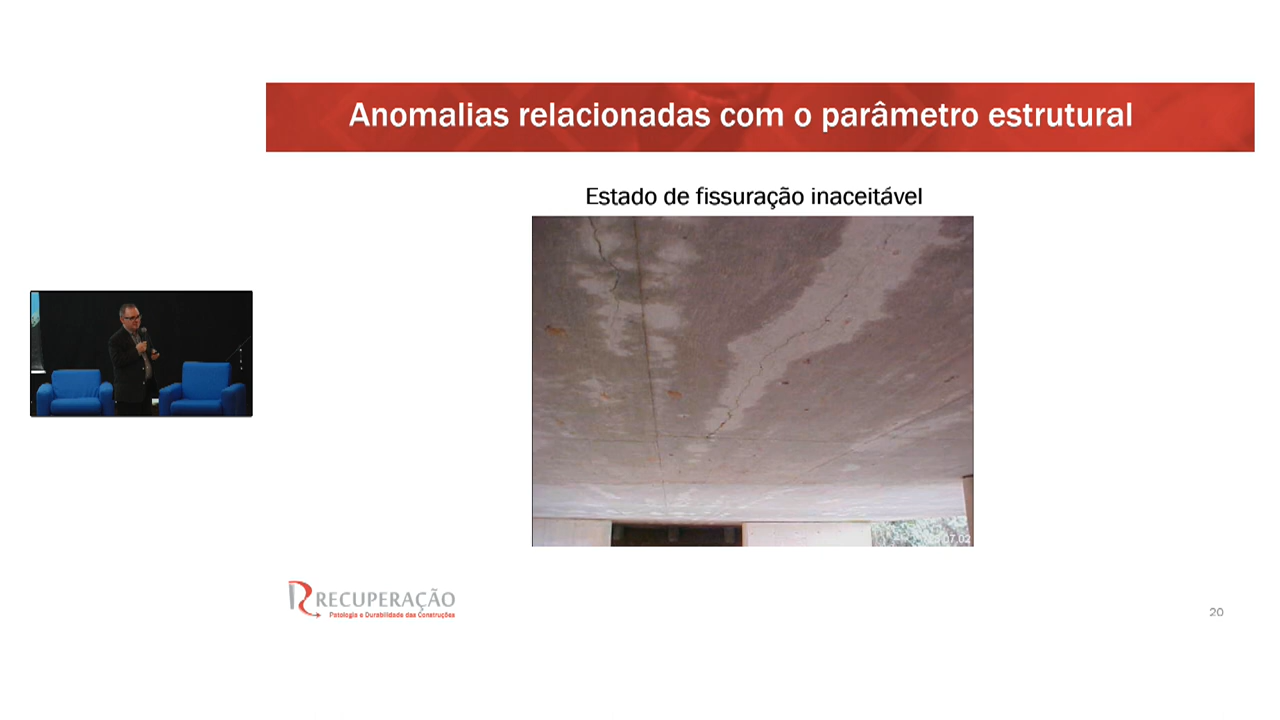 Anomalias relacionadas com o parâmetro estrutural
Estado de fissuração inaceitável
RECUPERAÇÃO
Patologia e Durabilidade das Construções
20